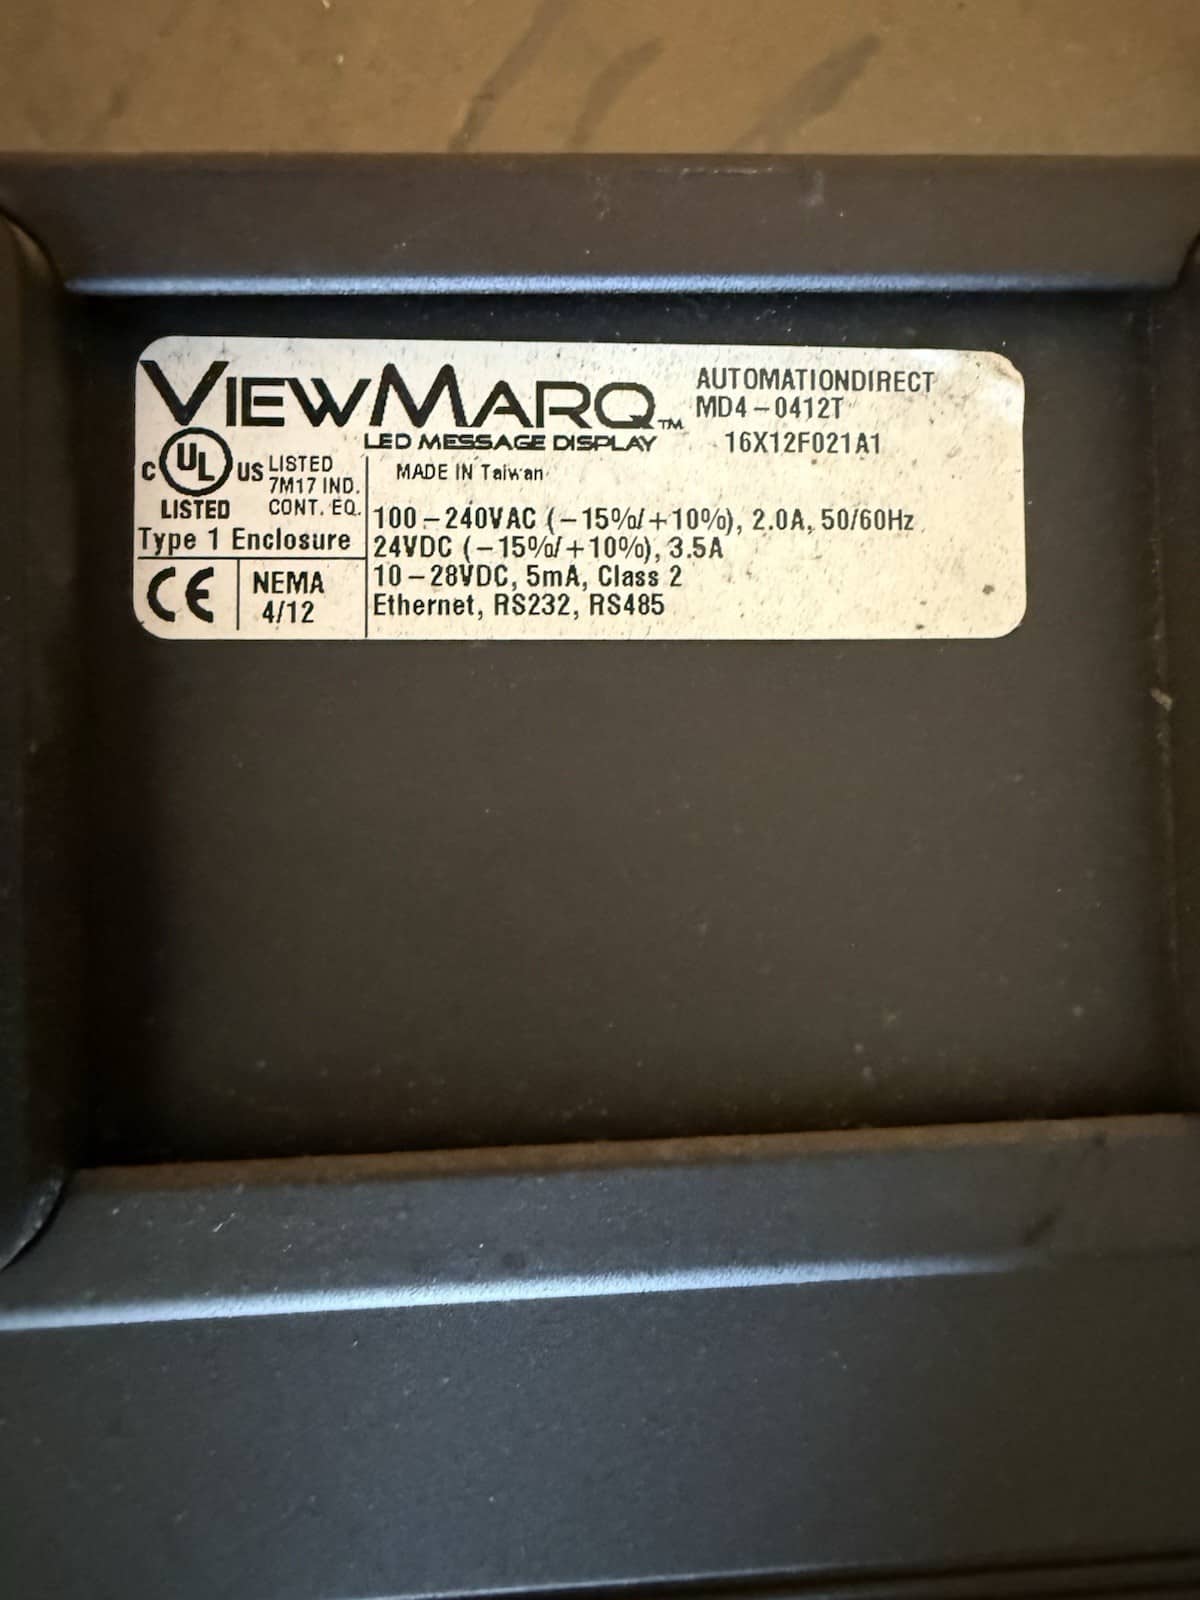 VIEWMARQ™
LED MESSAGE DISPLAY
AUTOMATIONDIRECT
MD4-0412T
16X12F021A1
C UL US LISTED
7M17 IND.
CONT. EQ.
LISTED
Type 1 Enclosure
CE
NEMA
4/12
MADE IN Taiwan
100-240VAC (-15%/+10%), 2.0A, 50/60Hz
24VDC (-15%/+10%), 3.5A
10-28VDC, 5mA, Class 2
Ethernet, RS232, RS485